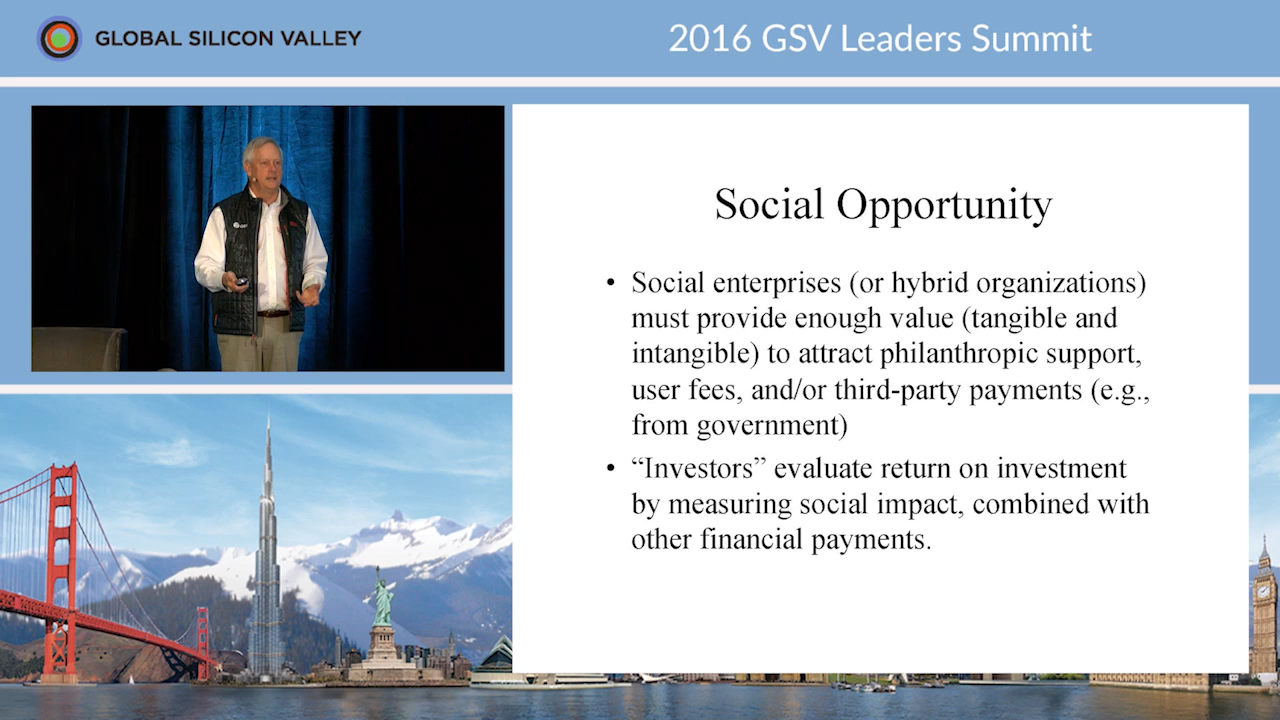 GLOBAL SILICON VALLEY
2016 GSV Leaders Summit
Social Opportunity
• Social enterprises (or hybrid organizations)
must provide enough value (tangible and
intangible) to attract philanthropic support,
user fees, and/or third-party payments (e.g.,
from government)
• “Investors” evaluate return on investment
by measuring social impact, combined with
other financial payments.